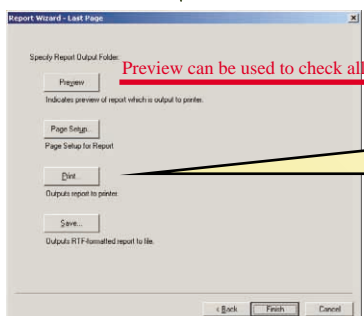 Report Wizard - Last Page
Specify Report Output Folder:
Preview can be used to check all
Preview
Indicates preview of report which is output to printer.
Page Setup...
Page Setup for Report
Print...
Outputs report to printer.
Save...
Outputs RTF-formatted report to file.
< Back
Finish
Cancel